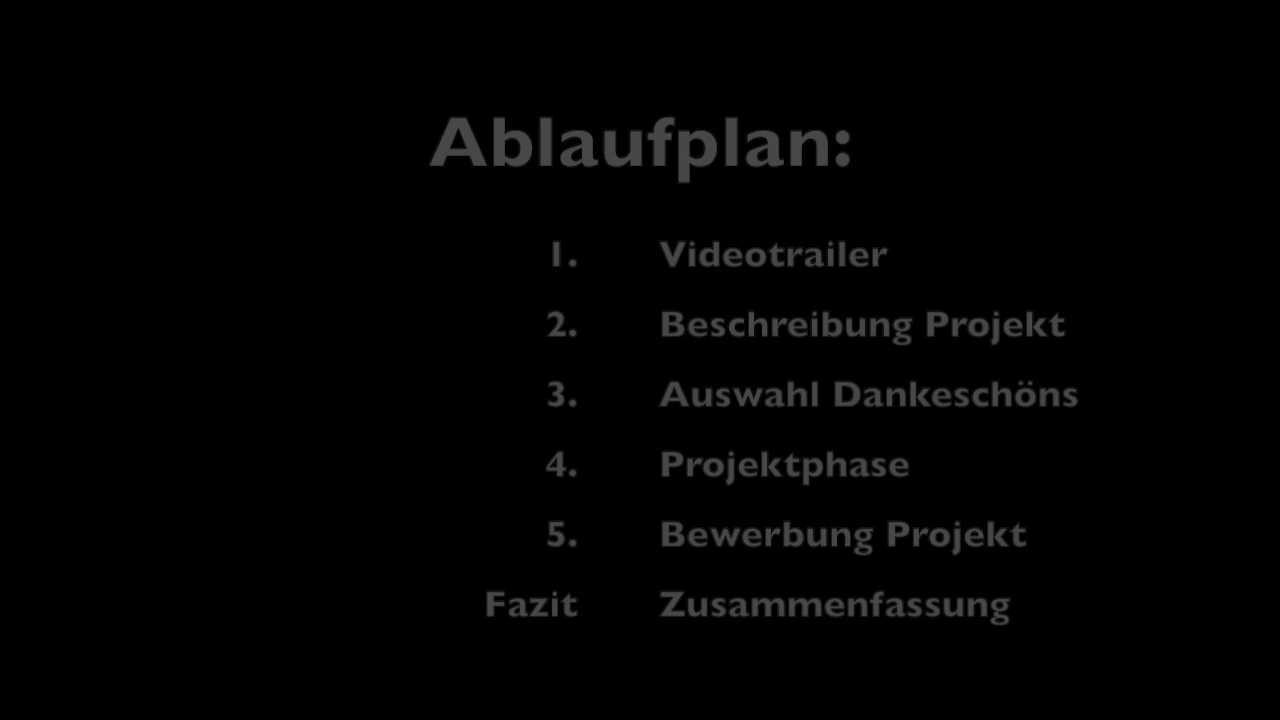 Ablaufplan:
1. Videotrailer
2. Beschreibung Projekt
3. Auswahl Dankeschöns
4. Projektphase
5. Bewerbung Projekt
Fazit Zusammenfassung